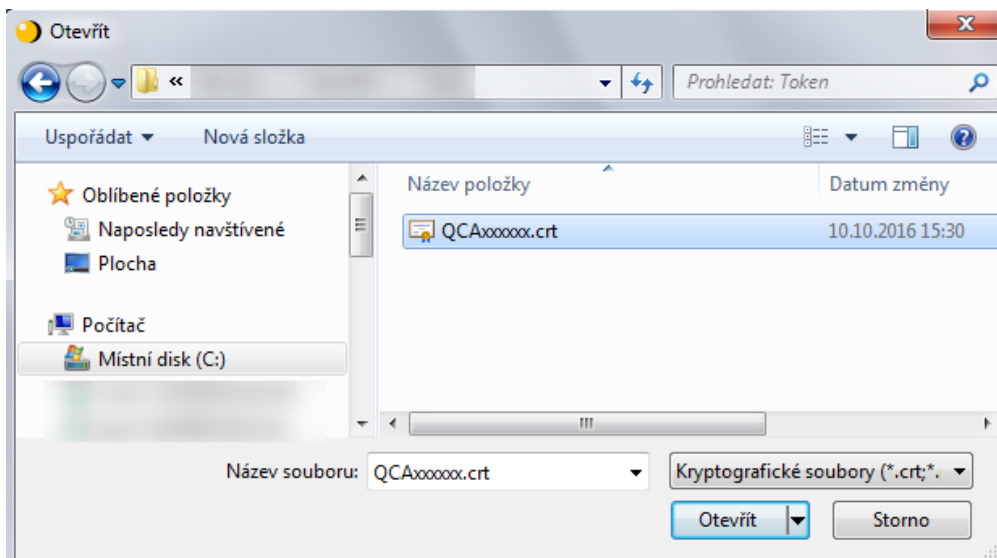 Otevřít
«
Prohledat: Token
Uspořádat Nová složka
Oblíbené položky
Naposledy navštívené
Plocha
Počítač
Místní disk (C:)
Název položky Datum změny
QCAxxxxxx.crt 10.10.2016 15:30
Název souboru: QCAxxxxxx.crt Kryptografické soubory (*.crt;*.
Otevřít Storno